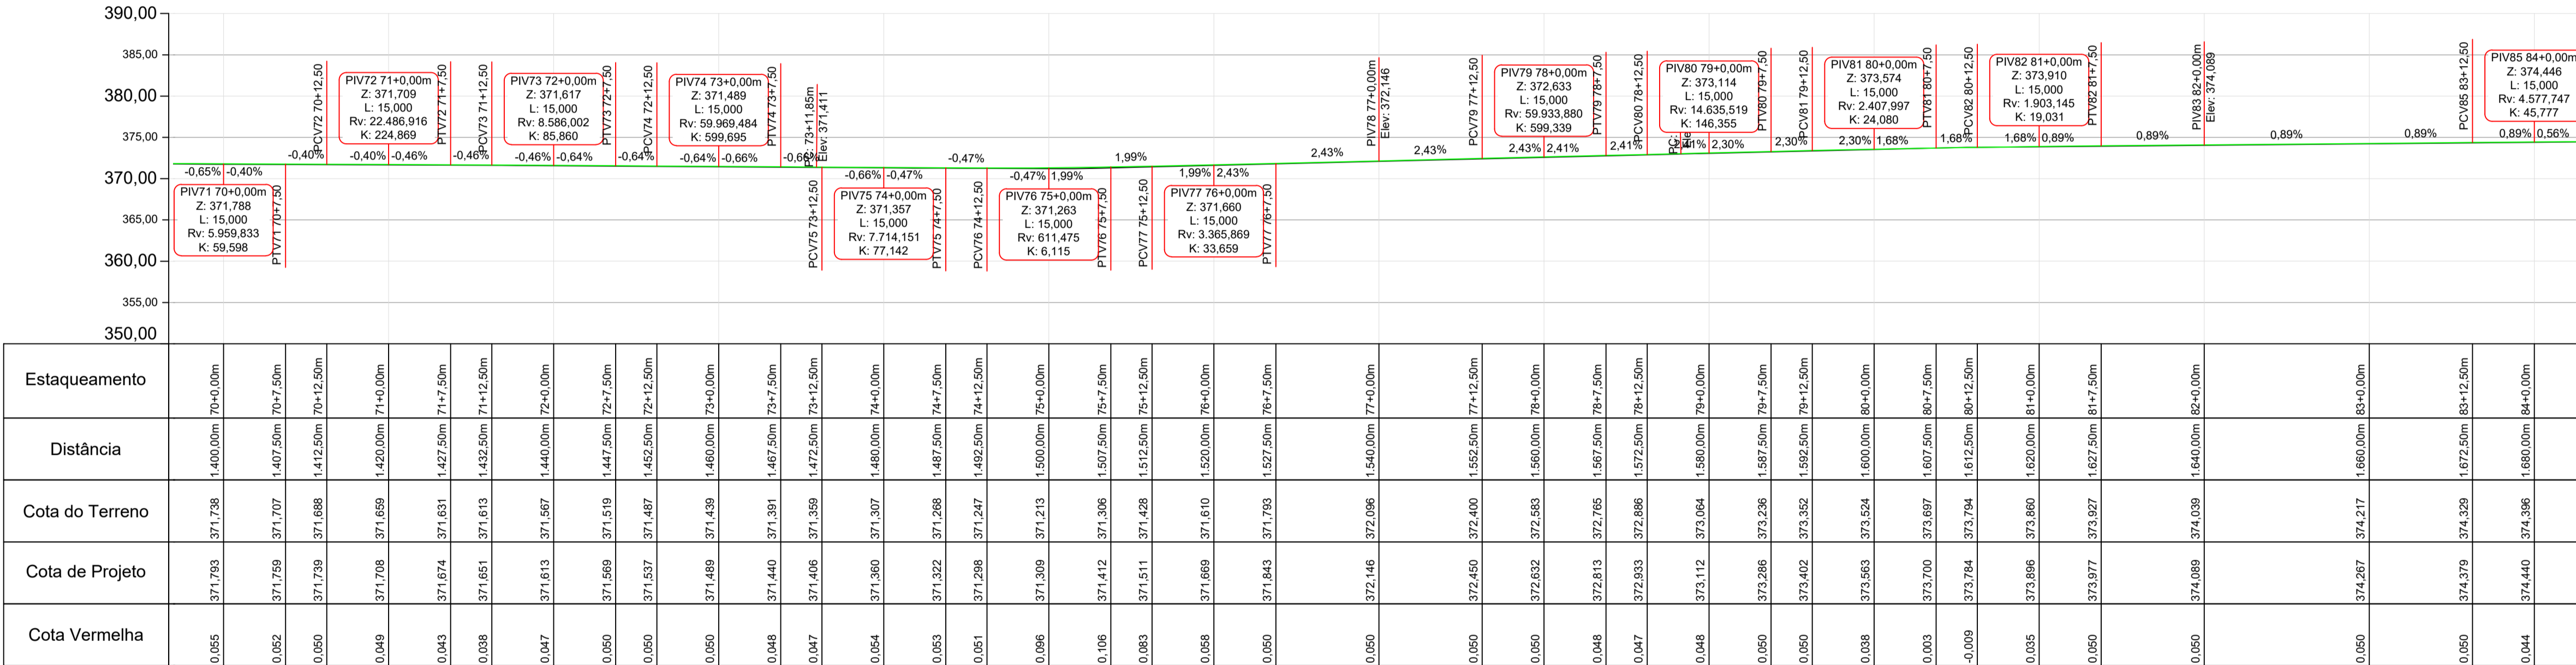 390,00
385,00
380,00
375,00
370,00
365,00
360,00
355,00
350,00
-0,65% -0,40%
PIV71 70+0,00m
Z: 371,788
L: 15,000
Rv: 5.959,833
K: 59,598
PTV71 70+7,50
-0,40%
PCV72 70+12,50
PIV72 71+0,00m
Z: 371,709
L: 15,000
Rv: 22.486,916
K: 224,869
-0,40% -0,46%
PTV72 71+7,50
-0,46%
PCV73 71+12,50
PIV73 72+0,00m
Z: 371,617
L: 15,000
Rv: 8.586,002
K: 85,860
-0,46% -0,64%
PTV73 72+7,50
-0,64%
PCV74 72+12,50
PIV74 73+0,00m
Z: 371,489
L: 15,000
Rv: 59.969,484
K: 599,695
-0,64% -0,66%
PTV74 73+7,50
-0,66%
PC: 73+11,85m
Elev: 371,411
PCV75 73+12,50
-0,66% -0,47%
PIV75 74+0,00m
Z: 371,357
L: 15,000
Rv: 7.714,151
K: 77,142
PTV75 74+7,50
-0,47%
PCV76 74+12,50
-0,47% 1,99%
PIV76 75+0,00m
Z: 371,263
L: 15,000
Rv: 611,475
K: 6,115
PTV76 75+7,50
1,99%
PCV77 75+12,50
1,99% 2,43%
PIV77 76+0,00m
Z: 371,660
L: 15,000
Rv: 3.365,869
K: 33,659
PTV77 76+7,50
2,43%
PIV78 77+0,00m
Elev: 372,146
2,43%
PCV79 77+12,50
PIV79 78+0,00m
Z: 372,633
L: 15,000
Rv: 59.933,880
K: 599,339
2,43% 2,41%
PTV79 78+7,50
2,41%
PCV80 78+12,50
PIV80 79+0,00m
Z: 373,114
L: 15,000
Rv: 14.635,519
K: 146,355
PC:
2,41% 2,30%
PTV80 79+7,50
2,30%
PCV81 79+12,50
PIV81 80+0,00m
Z: 373,574
L: 15,000
Rv: 2.407,997
K: 24,080
2,30% 1,68%
PTV81 80+7,50
1,68%
PCV82 80+12,50
PIV82 81+0,00m
Z: 373,910
L: 15,000
Rv: 1.903,145
K: 19,031
1,68% 0,89%
PTV82 81+7,50
0,89%
PIV83 82+0,00m
Elev: 374,089
0,89%
0,89%
PCV85 83+12,50
PIV85 84+0,00m
Z: 374,446
L: 15,000
Rv: 4.577,747
K: 45,777
0,89% 0,56%
Estaqueamento 70+0,00m 70+7,50m 70+12,50m 71+0,00m 71+7,50m 71+12,50m 72+0,00m 72+7,50m 72+12,50m 73+0,00m 73+7,50m 73+12,50m 74+0,00m 74+7,50m 74+12,50m 75+0,00m 75+7,50m 75+12,50m 76+0,00m 76+7,50m 77+0,00m 77+12,50m 78+0,00m 78+7,50m 78+12,50m 79+0,00m 79+7,50m 79+12,50m 80+0,00m 80+7,50m 80+12,50m 81+0,00m 81+7,50m 82+0,00m 83+0,00m 83+12,50m 84+0,00m
Distância 1.400,00m 1.407,50m 1.412,50m 1.420,00m 1.427,50m 1.432,50m 1.440,00m 1.447,50m 1.452,50m 1.460,00m 1.467,50m 1.472,50m 1.480,00m 1.487,50m 1.492,50m 1.500,00m 1.507,50m 1.512,50m 1.520,00m 1.527,50m 1.540,00m 1.552,50m 1.560,00m 1.567,50m 1.572,50m 1.580,00m 1.587,50m 1.592,50m 1.600,00m 1.607,50m 1.612,50m 1.620,00m 1.627,50m 1.640,00m 1.660,00m 1.672,50m 1.680,00m
Cota do Terreno 371,738 371,707 371,688 371,659 371,631 371,613 371,567 371,519 371,487 371,439 371,391 371,359 371,307 371,268 371,247 371,213 371,306 371,428 371,610 371,793 372,096 372,400 372,583 372,765 372,886 373,064 373,236 373,352 373,524 373,697 373,794 373,860 373,927 374,039 374,217 374,329 374,396
Cota de Projeto 371,793 371,759 371,739 371,708 371,674 371,651 371,613 371,569 371,537 371,489 371,440 371,406 371,360 371,322 371,298 371,309 371,412 371,511 371,669 371,843 372,146 372,450 372,632 372,813 372,933 373,112 373,286 373,402 373,563 373,700 373,784 373,896 373,977 374,089 374,267 374,379 374,440
Cota Vermelha 0,055 0,052 0,050 0,049 0,043 0,038 0,047 0,050 0,050 0,050 0,048 0,047 0,054 0,053 0,051 0,096 0,106 0,083 0,058 0,050 0,050 0,050 0,050 0,048 0,047 0,048 0,050 0,050 0,038 0,003 -0,009 0,035 0,050 0,050 0,050 0,050 0,044